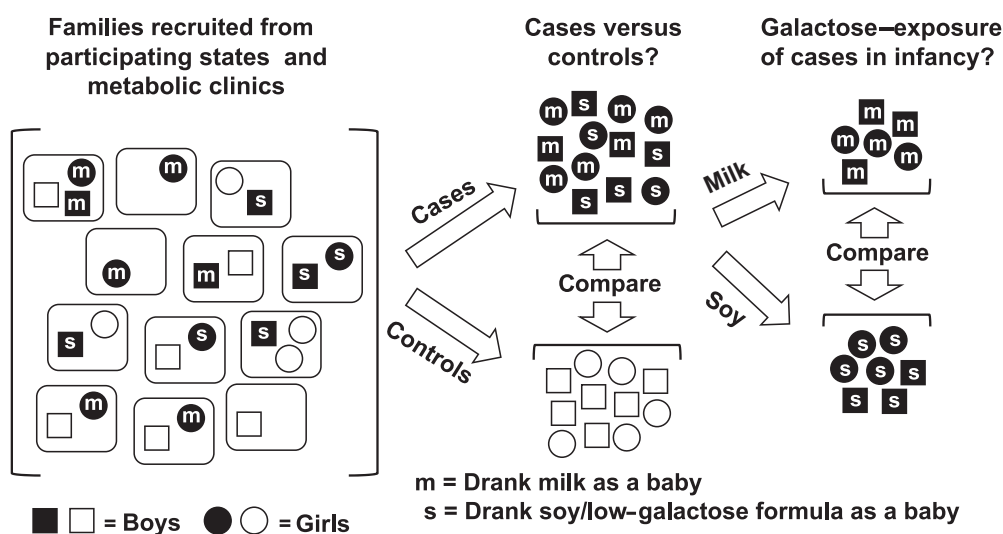 Families recruited from
participating states and
metabolic clinics
m
m
m
s
m
m
s
s
s
s
s
m
m
Cases
Controls
Cases versus
controls?
m s m m
m s m s
m m
s s s
Compare
Milk
Soy
Galactose–exposure
of cases in infancy?
m m
m m m
m
Compare
s s
s s s
s s
m = Drank milk as a baby
s = Drank soy/low–galactose formula as a baby
= Boys = Girls